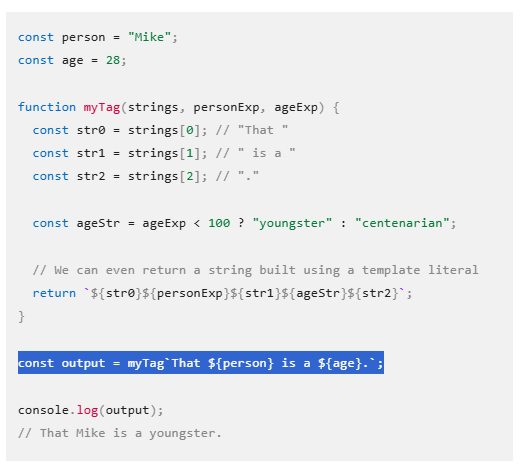 const person = "Mike";
const age = 28;
function myTag(strings, personExp, ageExp) {
const str0 = strings[0]; // "That "
const str1 = strings[1]; // " is a "
const str2 = strings[2]; // "."
const ageStr = ageExp < 100 ? "youngster" : "centenarian";
// We can even return a string built using a template literal
return `${str0}${personExp}${str1}${ageStr}${str2}`;
}
const output = myTag`That ${person} is a ${age}.`;
console.log(output);
// That Mike is a youngster.